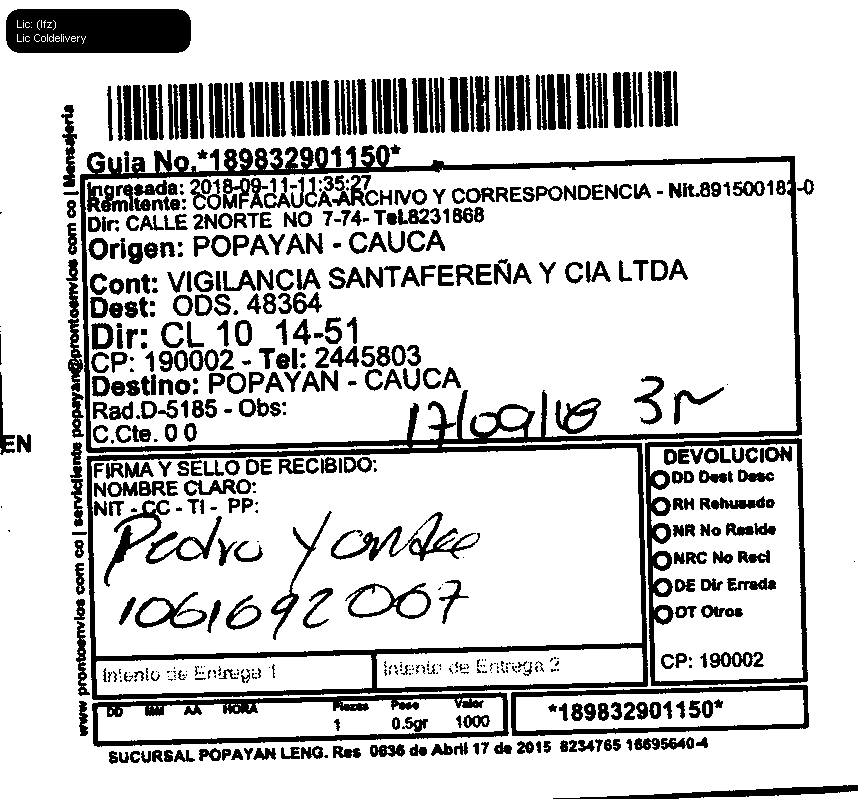 Lic: (lfz)
Lic Coldelivery
Guia No.*189832901150*
Ingresada: 2018-09-11-11:35:27
Remitente: COMFACAUCA-ARCHIVO Y CORRESPONDENCIA - Nit.891500182-0
Dir: CALLE 2NORTE NO 7-74- Tel.8231868
Origen: POPAYAN - CAUCA
Cont: VIGILANCIA SANTAFEREÑA Y CIA LTDA
Dest: ODS. 48364
Dir: CL 10 14-51
CP: 190002 - Tel: 2445803
Destino: POPAYAN - CAUCA
Rad.D-5185 - Obs:
17/09/18
C.Cte. 0 0
EN
FIRMA Y SELLO DE RECIBIDO:
NOMBRE CLARO:
NIT - CC - TI - PP:
Pedro
1061692007
DEVOLUCION
DD Dest Desc
RH Rehusado
NR No Reside
NRC No Reci
DE Dir Errada
OT Otros
CP: 190002
Intento de Entrega 1
Intento de Entrega 2
DD MM AA HORA Piezas Peso Valor
1 0.5gr 1000
*189832901150*
SUCURSAL POPAYAN LENG. Res 0636 de Abril 17 de 2015 8234765 16695640-4
www prontoenvios com co | serviciliente popayan@prontoenvios com co | Mensajeria